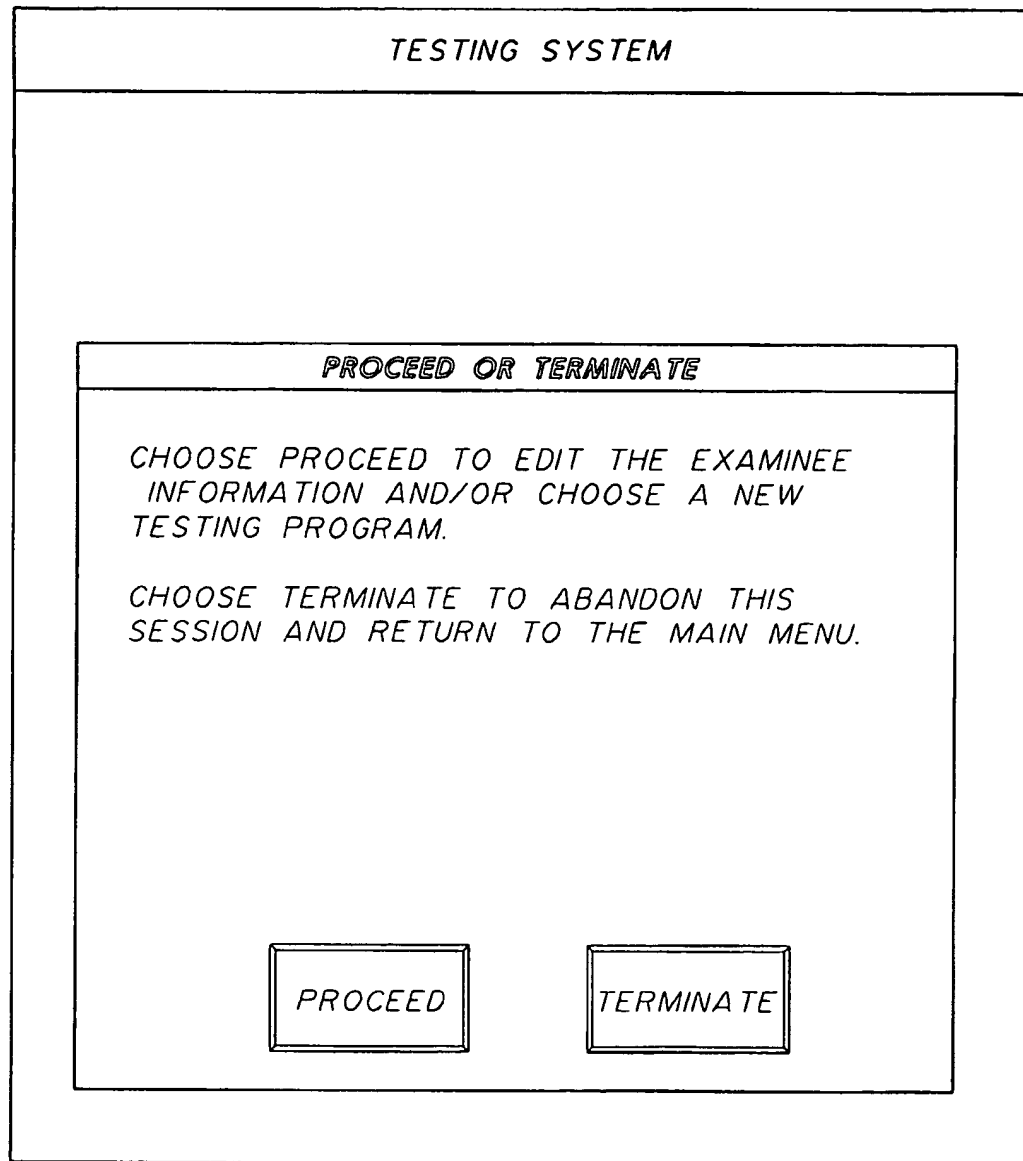 TESTING SYSTEM
PROCEED OR TERMINATE
CHOOSE PROCEED TO EDIT THE EXAMINEE
INFORMATION AND/OR CHOOSE A NEW
TESTING PROGRAM.
CHOOSE TERMINATE TO ABANDON THIS
SESSION AND RETURN TO THE MAIN MENU.
PROCEED
TERMINATE